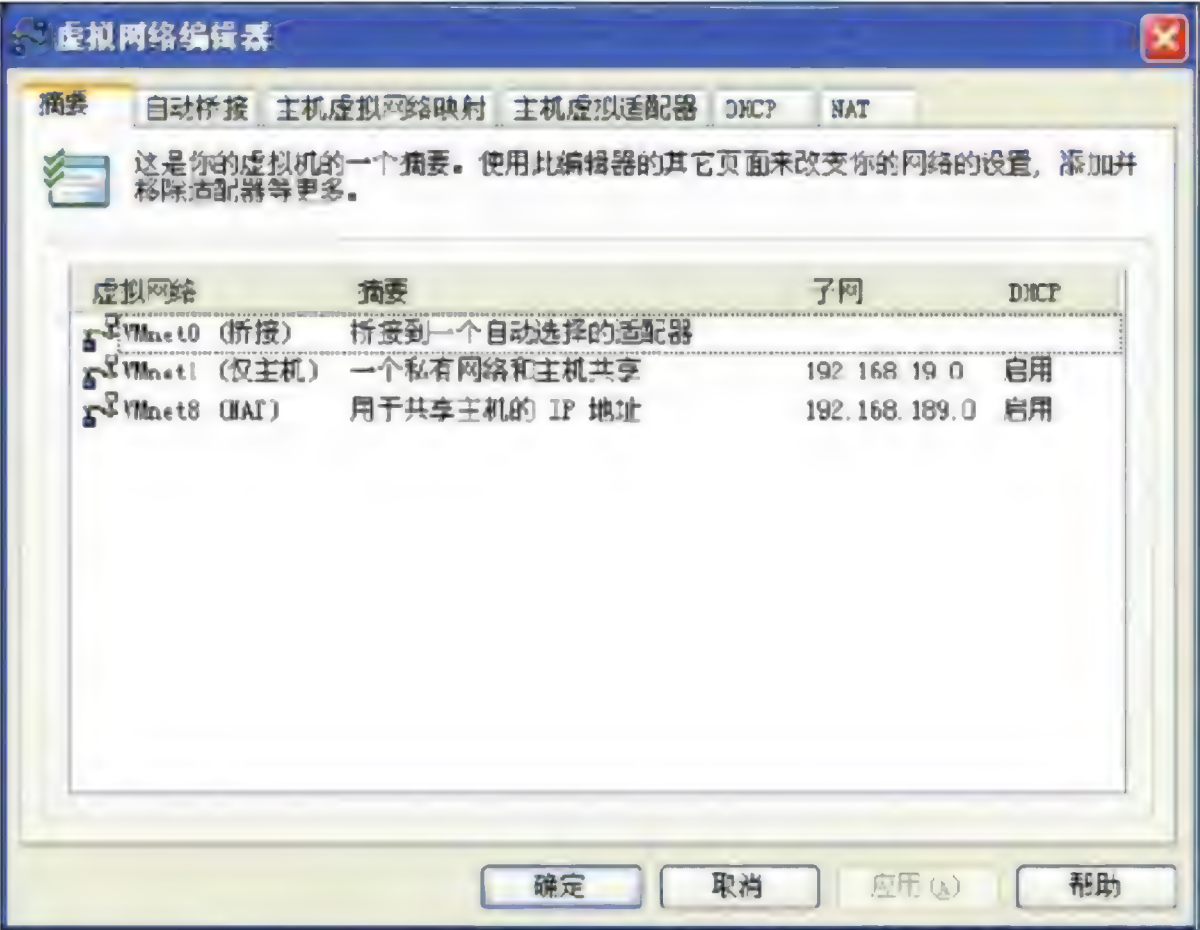 虚拟网络编辑器
摘要 自动桥接 主机虚拟网络映射 主机虚拟适配器 DHCP NAT
这是你的虚拟机的一个摘要。使用此编辑器的其它页面来改变你的网络的设置，添加并
移除适配器等更多。
虚拟网络 摘要 子网 DHCP
VMnet0 (桥接) 桥接到一个自动选择的适配器
VMnet1 (仅主机) 一个私有网络和主机共享 192.168.19.0 启用
VMnet8 (NAT) 用于共享主机的 IP 地址 192.168.189.0 启用
确定 取消 应用(A) 帮助